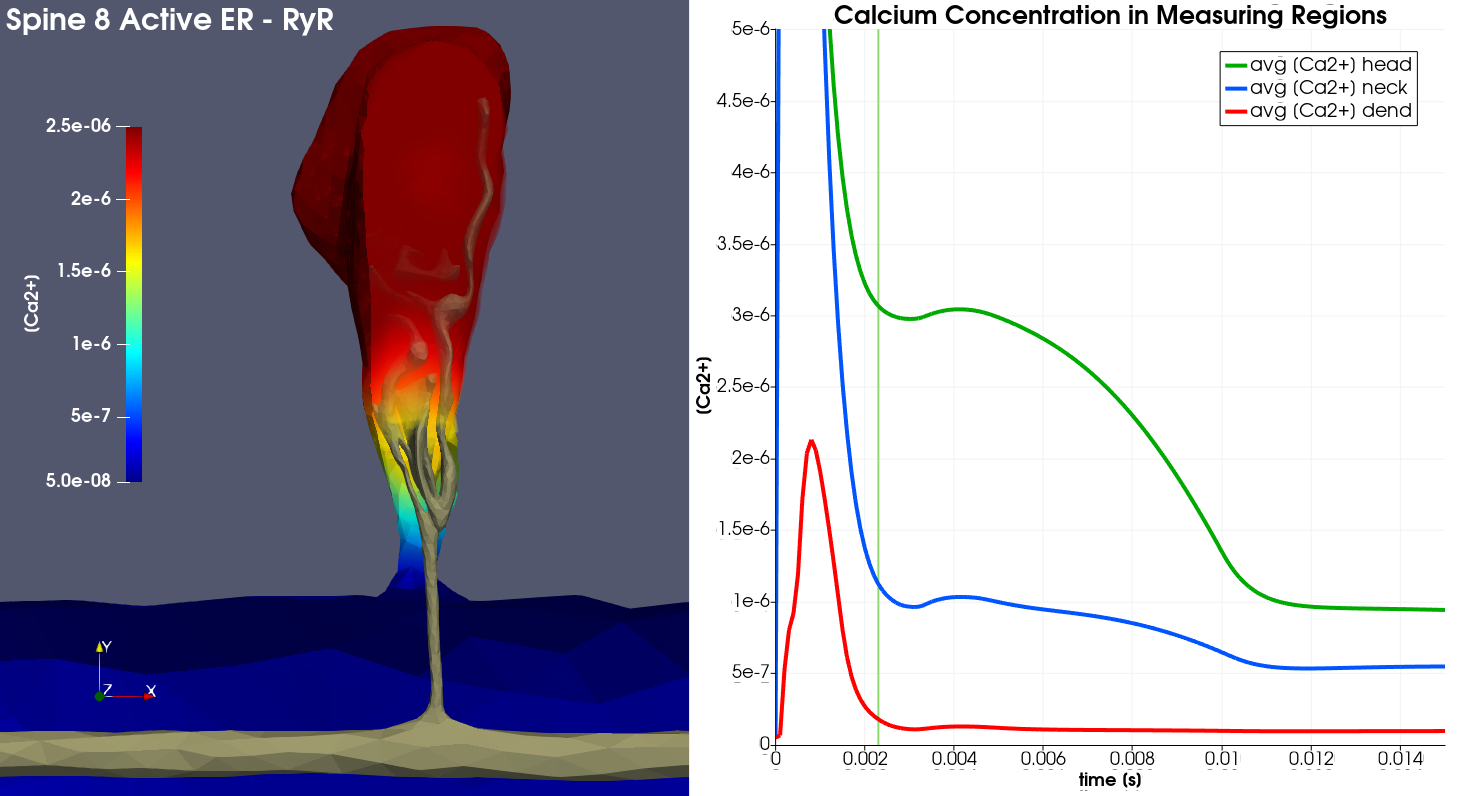 Spine 8 Active ER - RyR
2.5e-06
2e-6
1.5e-6
1e-6
5e-7
5.0e-08
(Ca2+)
Y
Z
X
Calcium Concentration in Measuring Regions
avg (Ca2+) head
avg (Ca2+) neck
avg (Ca2+) dend
5e-6
4.5e-6
4e-6
3.5e-6
3e-6
2.5e-6
2e-6
1.5e-6
1e-6
5e-7
0
(Ca2+)
0 0.002 0.004 0.006 0.008 0.01 0.012 0.014
time (s)